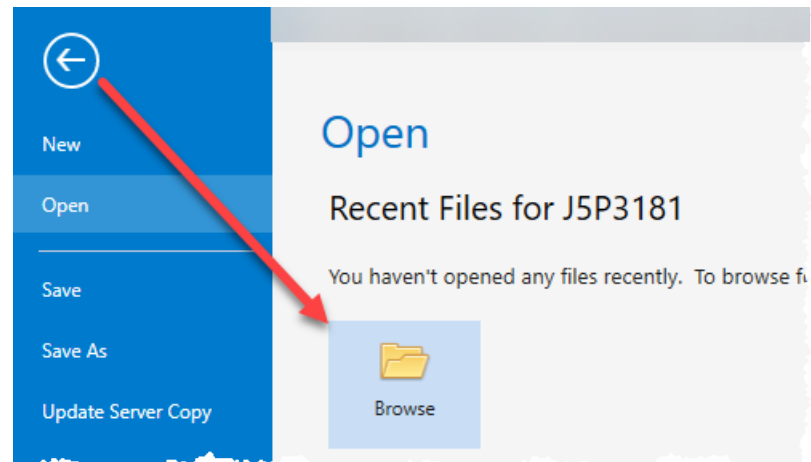 New
Open
Save
Save As
Update Server Copy
Open
Recent Files for J5P3181
You haven't opened any files recently. To browse
Browse